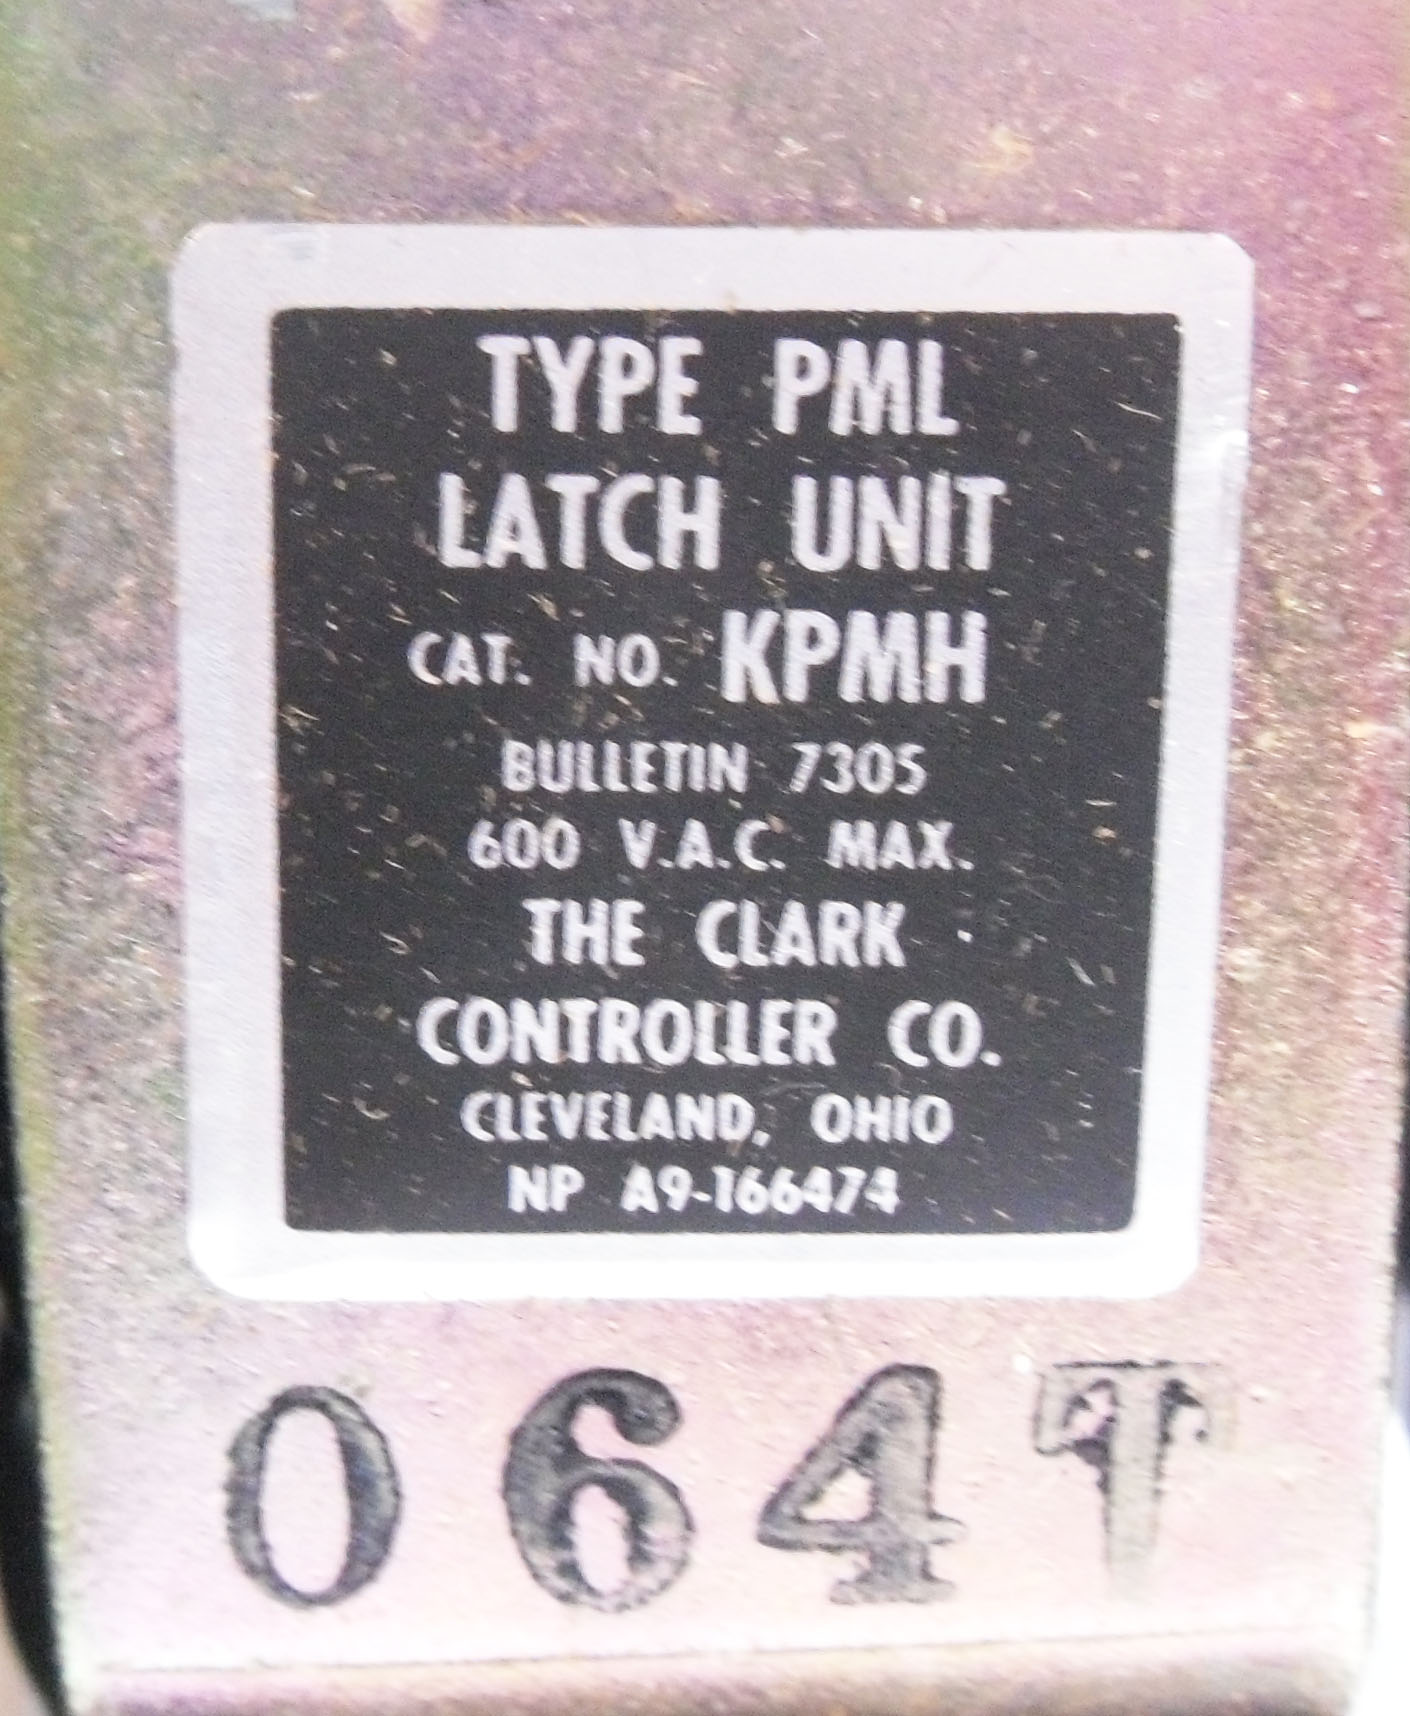 TYPE PML
LATCH UNIT
CAT. NO. KPMH
BULLETIN 7305
600 V.A.C. MAX.
THE CLARK
CONTROLLER CO.
CLEVELAND, OHIO
NP A9-166474
064T